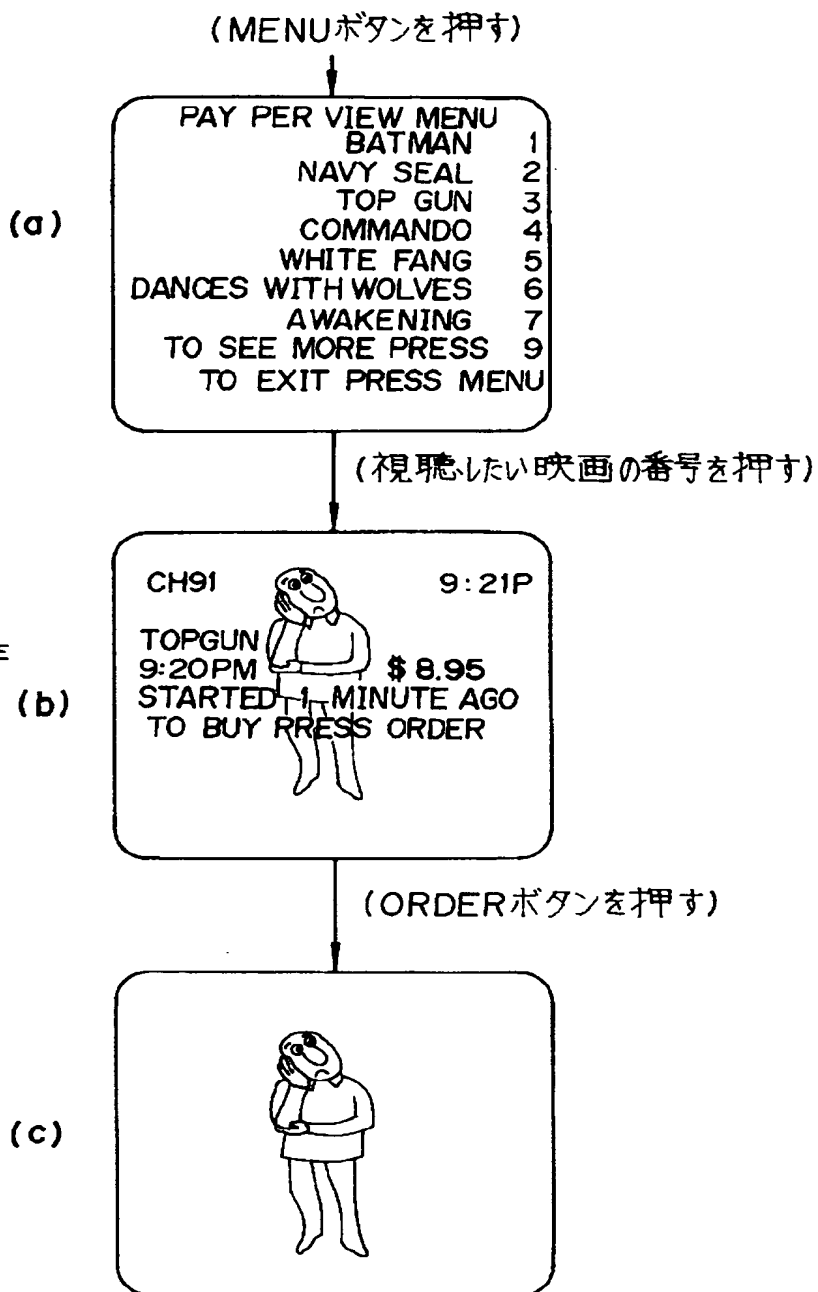 (MENUボタンを押す)
PAY PER VIEW MENU
BATMAN 1
NAVY SEAL 2
TOP GUN 3
(a)
COMMANDO 4
WHITE FANG 5
DANCES WITH WOLVES 6
AWAKENING 7
TO SEE MORE PRESS 9
TO EXIT PRESS MENU
(視聴したい映画の番号を押す)
CH91 9:21P
TOPGUN
9:20PM $8.95
(b)
STARTED 1 MINUTE AGO
TO BUY PRESS ORDER
(ORDERボタンを押す)
(c)